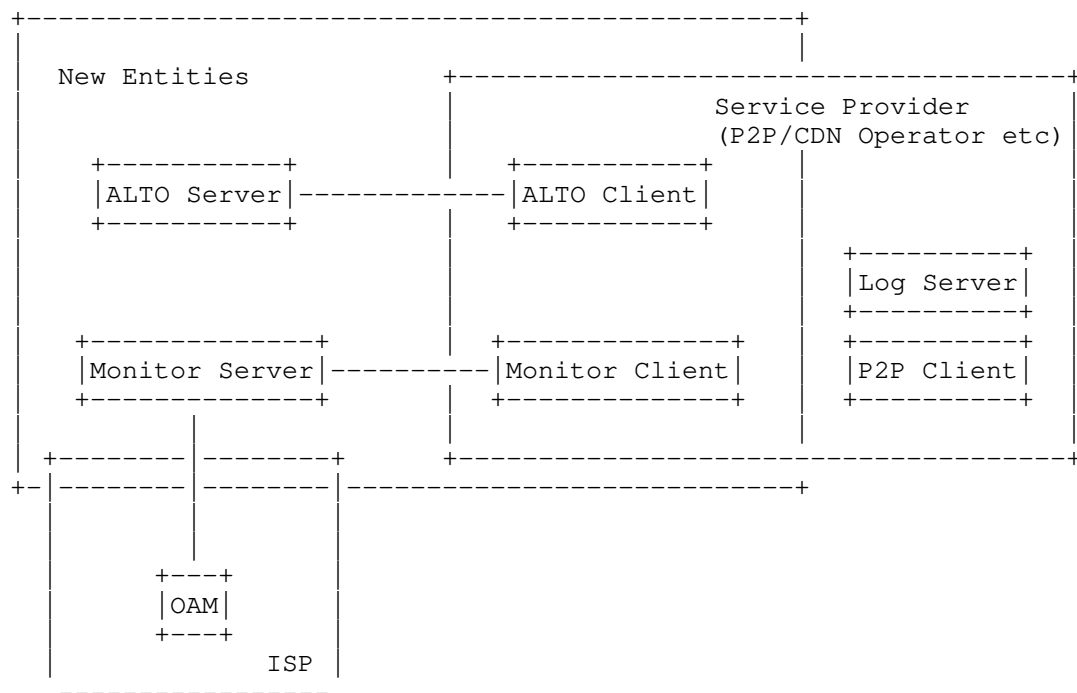 New Entities
Service Provider
(P2P/CDN Operator etc)
ALTO Server
ALTO Client
Log Server
Monitor Server
Monitor Client
P2P Client
OAM
ISP